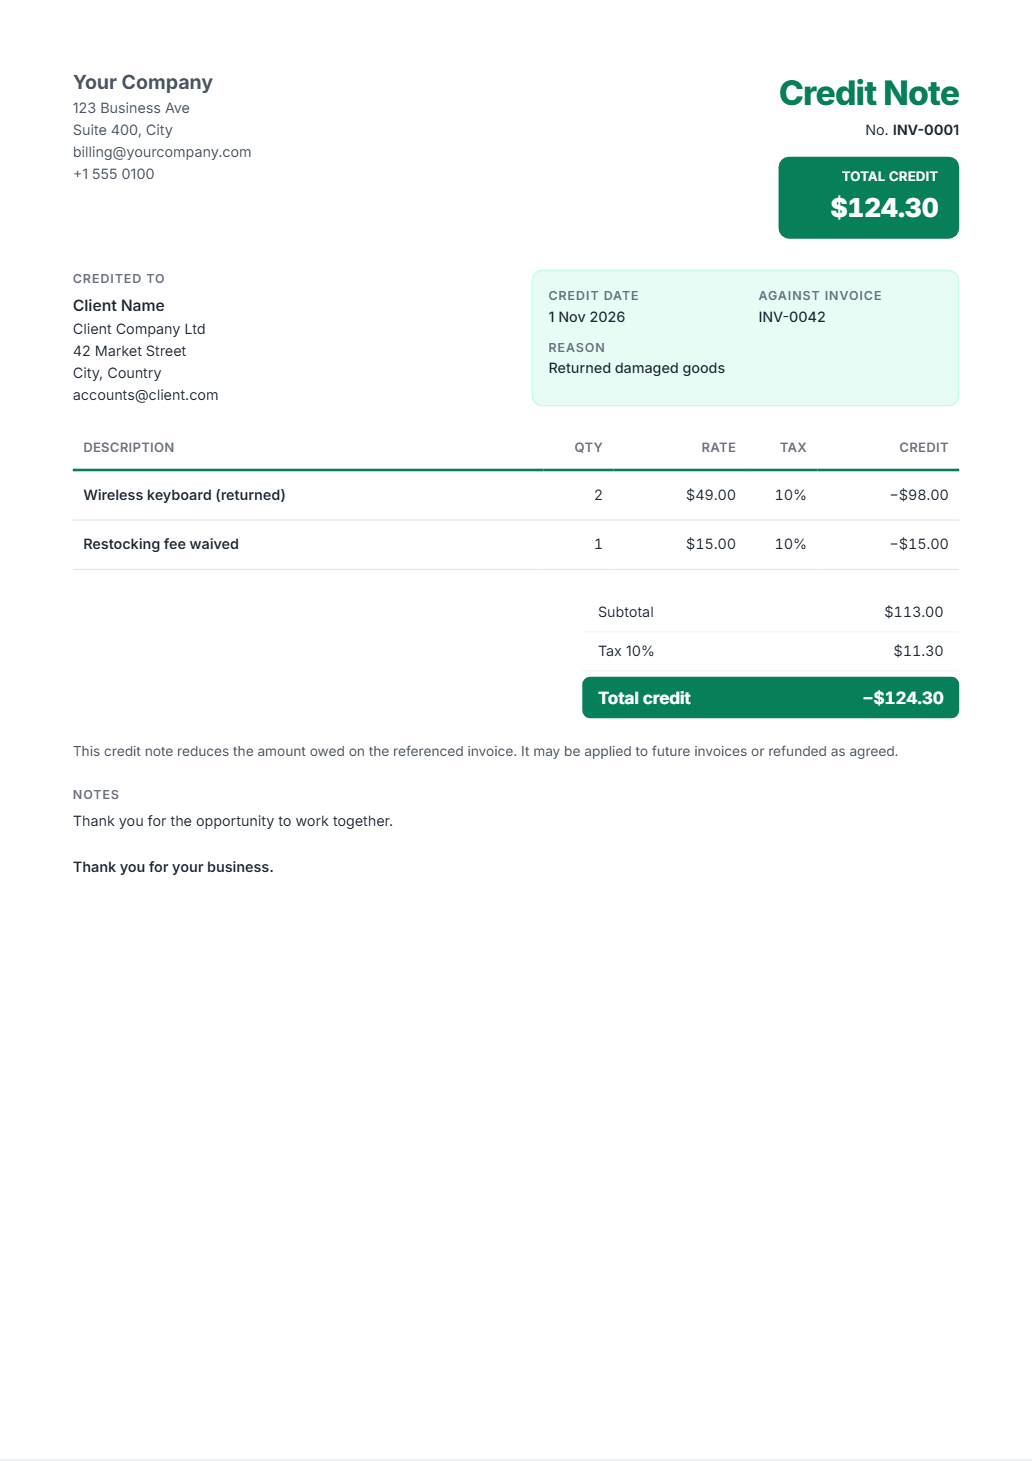 Your Company
123 Business Ave
Suite 400, City
billing@yourcompany.com
+1 555 0100
Credit Note
No. INV-0001
TOTAL CREDIT
$124.30
CREDITED TO
Client Name
Client Company Ltd
42 Market Street
City, Country
accounts@client.com
CREDIT DATE AGAINST INVOICE
1 Nov 2026 INV-0042
REASON
Returned damaged goods
DESCRIPTION QTY RATE TAX CREDIT
Wireless keyboard (returned) 2 $49.00 10% −$98.00
Restocking fee waived 1 $15.00 10% −$15.00
Subtotal $113.00
Tax 10% $11.30
Total credit −$124.30
This credit note reduces the amount owed on the referenced invoice. It may be applied to future invoices or refunded as agreed.
NOTES
Thank you for the opportunity to work together.
Thank you for your business.